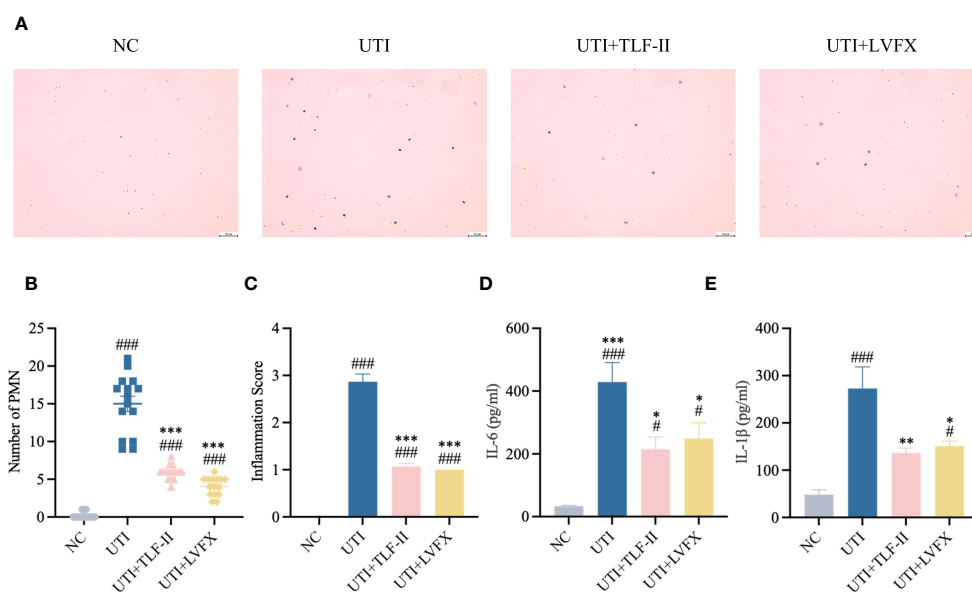 A
NC
UTI
UTI+TLF-II
UTI+LVFX
B
C
D
E
Number of PMN
25
20
15
10
5
0
###
***
###
***
###
NC
UTI
UTI+TLF-II
UTI+LVFX
Inflammation Score
4
3
2
1
0
###
***
###
***
###
NC
UTI
UTI+TLF-II
UTI+LVFX
IL-6 (pg/ml)
600
400
200
0
***
###
*
#
*
#
NC
UTI
UTI+TLF-II
UTI+LVFX
IL-1β (pg/ml)
400
300
200
100
0
###
**
*
#
NC
UTI
UTI+TLF-II
UTI+LVFX